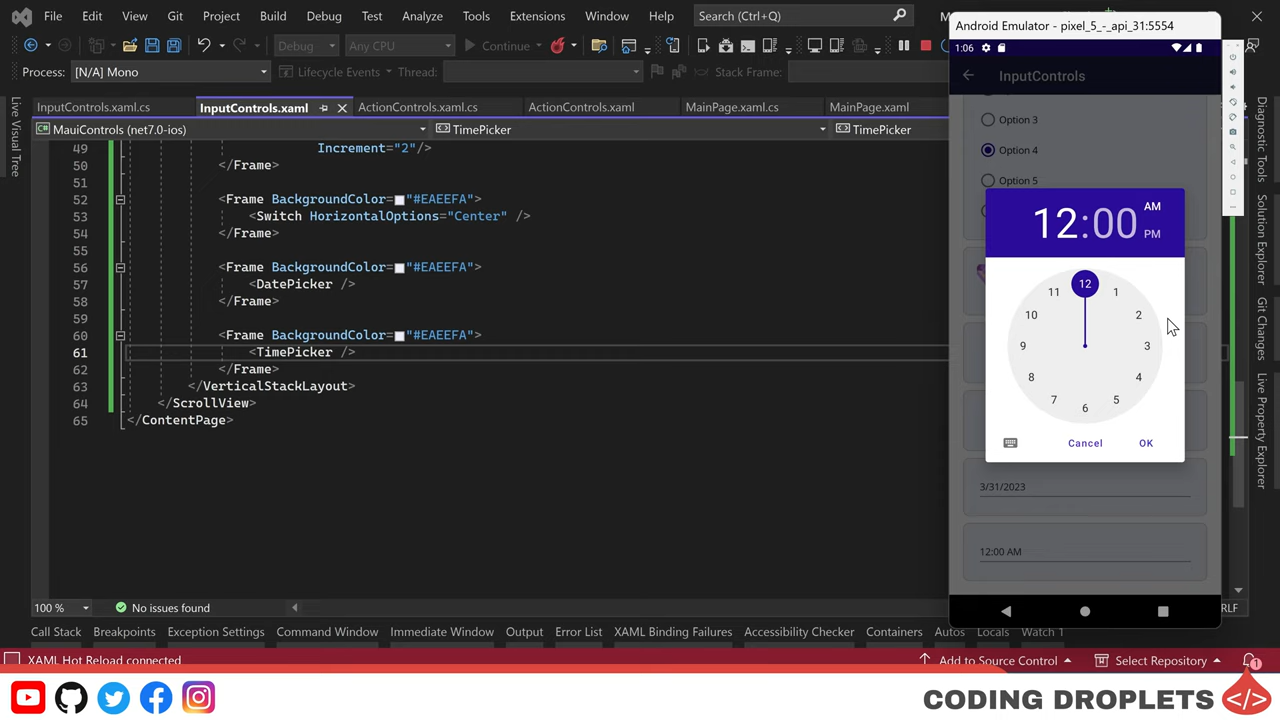 File Edit View Git Project Build Debug Test Analyze Tools Extensions Window Help Search (Ctrl+Q)
Debug Any CPU Continue
Process: [N/A] Mono Lifecycle Events Thread: Stack Frame:
Live Visual Tree
InputControls.xaml.cs InputControls.xaml ActionControls.xaml.cs ActionControls.xaml MainPage.xaml.cs MainPage.xaml
MauiControls (net7.0-ios) TimePicker TimePicker
49 Increment="2"/>
50 </Frame>
51
52 <Frame BackgroundColor="#EAEEFA">
53 <Switch HorizontalOptions="Center" />
54 </Frame>
55
56 <Frame BackgroundColor="#EAEEFA">
57 <DatePicker />
58 </Frame>
59
60 <Frame BackgroundColor="#EAEEFA">
61 <TimePicker />
62 </Frame>
63 </VerticalStackLayout>
64 </ScrollView>
65 </ContentPage>
Android Emulator - pixel_5_-_api_31:5554
1:06
InputControls
Option 3
Option 4
Option 5
12:00 AM
PM
12
11 1
10 2
9 3
8 4
7 5
6
Cancel OK
3/31/2023
12:00 AM
Diagnostic Tools
Solution Explorer
Git Changes
Live Property Explorer
100 % No issues found CRLF
Call Stack Breakpoints Exception Settings Command Window Immediate Window Output Error List XAML Binding Failures Accessibility Checker Containers Autos Locals Watch 1
XAML Hot Reload connected Add to Source Control Select Repository 1
CODING DROPLETS </>